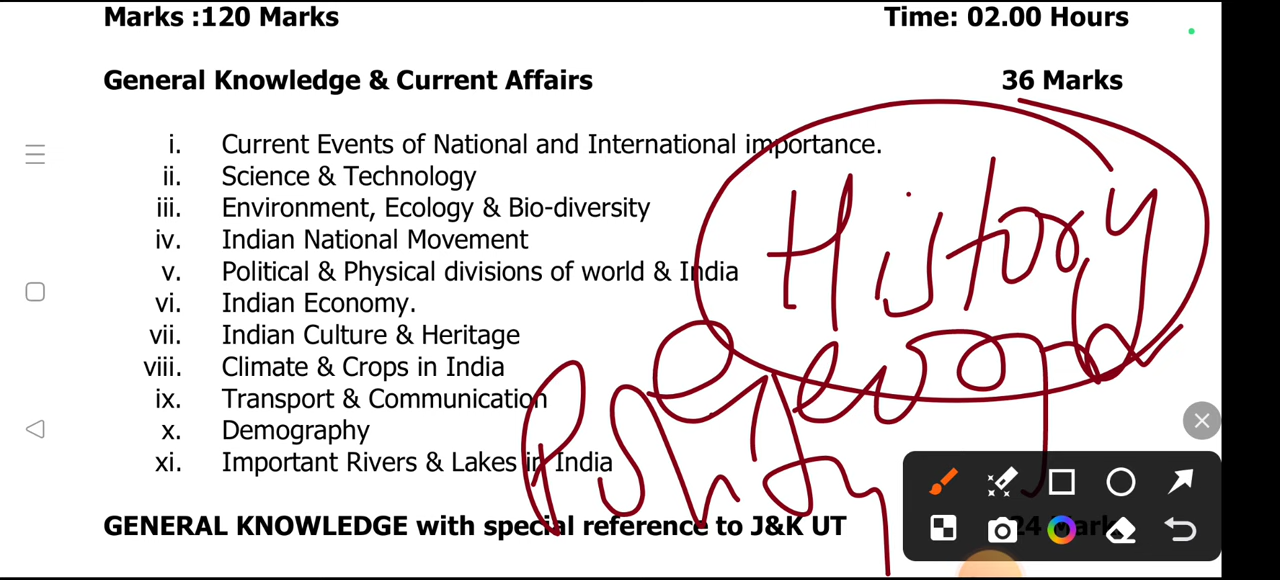 Marks :120 Marks Time: 02.00 Hours
General Knowledge & Current Affairs 36 Marks
i. Current Events of National and International importance.
ii. Science & Technology
iii. Environment, Ecology & Bio-diversity
iv. Indian National Movement
v. Political & Physical divisions of world & India
History
vi. Indian Economy.
vii. Indian Culture & Heritage
viii. Climate & Crops in India
ix. Transport & Communication
x. Demography
xi. Important Rivers & Lakes in India
GENERAL KNOWLEDGE with special reference to J&K UT 24 Marks